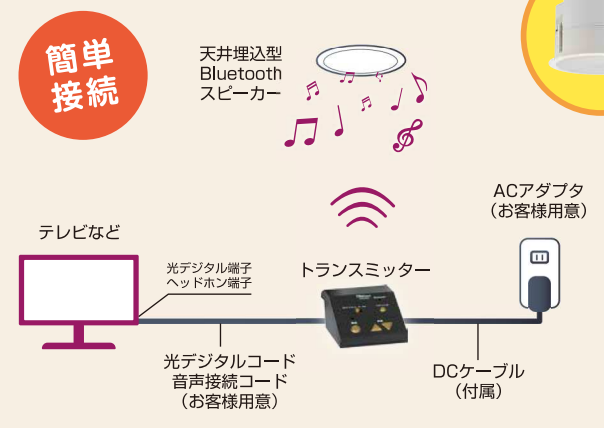 簡単
接続
天井埋込型
Bluetooth
スピーカー
ACアダプタ
（お客様用意）
テレビなど
光デジタル端子
ヘッドホン端子
トランスミッター
光デジタルコード
音声接続コード
（お客様用意）
DCケーブル
（付属）